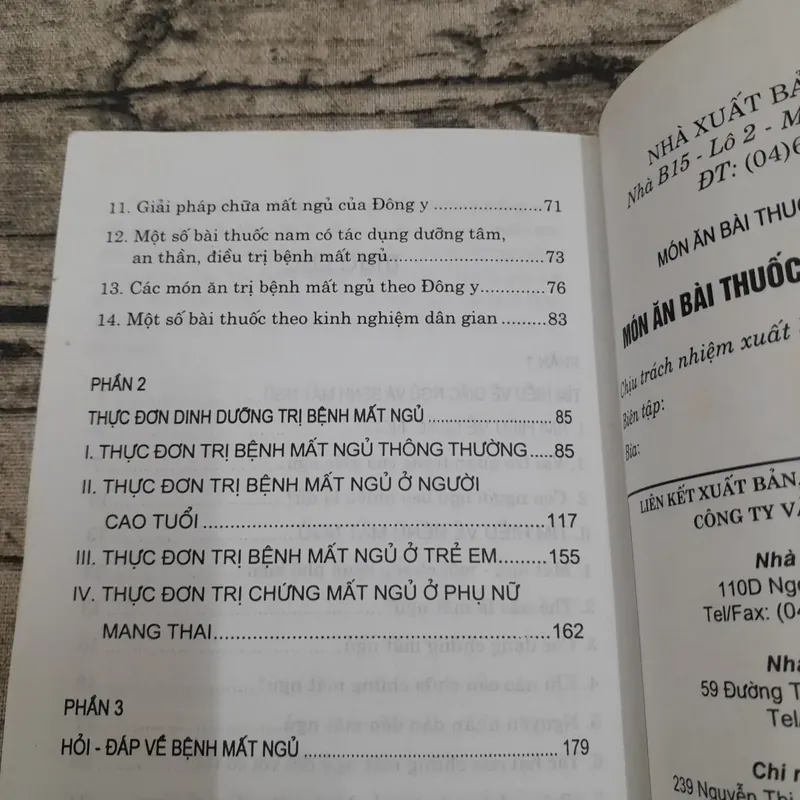 11. Giải pháp chữa mất ngủ của Đông y ..................71
12. Một số bài thuốc nam có tác dụng dưỡng tâm,
an thần, điều trị bệnh mất ngủ.........................73
13. Các món ăn trị bệnh mất ngủ theo Đông y.........76
14. Một số bài thuốc theo kinh nghiệm dân gian .........83
PHẦN 2
THỰC ĐƠN DINH DƯỠNG TRỊ BỆNH MẤT NGỦ ......................... 85
I. THỰC ĐƠN TRỊ BỆNH MẤT NGỦ THÔNG THƯỜNG.....85
II. THỰC ĐƠN TRỊ BỆNH MẤT NGỦ Ở NGƯỜI
CAO TUỔI ......................................................... 117
III. THỰC ĐƠN TRỊ BỆNH MẤT NGỦ Ở TRẺ EM......... 155
IV. THỰC ĐƠN TRỊ CHỨNG MẤT NGỦ Ở PHỤ NỮ
MANG THAI...................................................... 162
PHẦN 3
HỎI - ĐÁP VỀ BỆNH MẤT NGỦ ........................................... 179
NHÀ XUẤT BẢ
Nhà B15 - Lô 2 - M
ĐT: (04)6
MÓN ĂN BÀI THUỐ
MÓN ĂN BÀI THUỐC
Chịu trách nhiệm xuất
Biên tập:
Bìa:
LIÊN KẾT XUẤT BẢN,
CÔNG TY VĂ
Nhà
110D Ngọ
Tel/Fax: (04
Nhà
59 Đường T
Tel/
Chi n
239 Nguyễn Thị